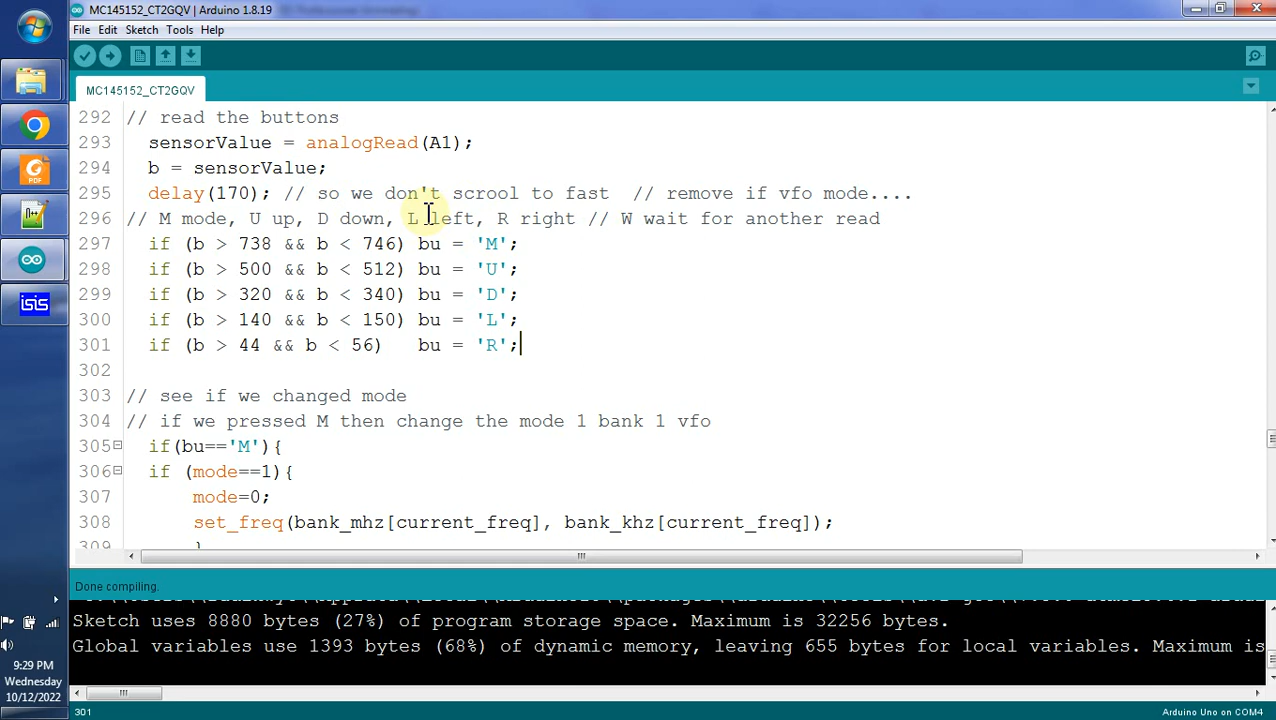 MC145152_CT2GQV | Arduino 1.8.19
File Edit Sketch Tools Help
MC145152_CT2GQV
292 // read the buttons
293 sensorValue = analogRead(A1);
294 b = sensorValue;
295 delay(170); // so we don't scrool to fast // remove if vfo mode....
296 // M mode, U up, D down, L left, R right // W wait for another read
297 if (b > 738 && b < 746) bu = 'M';
298 if (b > 500 && b < 512) bu = 'U';
299 if (b > 320 && b < 340) bu = 'D';
300 if (b > 140 && b < 150) bu = 'L';
301 if (b > 44 && b < 56) bu = 'R';
302
303 // see if we changed mode
304 // if we pressed M then change the mode 1 bank 1 vfo
305 if(bu=='M'){
306 if (mode==1){
307 mode=0;
308 set_freq(bank_mhz[current_freq], bank_khz[current_freq]);
309 }
Done compiling.
Sketch uses 8880 bytes (27%) of program storage space. Maximum is 32256 bytes.
Global variables use 1393 bytes (68%) of dynamic memory, leaving 655 bytes for local variables. Maximum is
301
Arduino Uno on COM4
PDF
isis
9:29 PM
Wednesday
10/12/2022